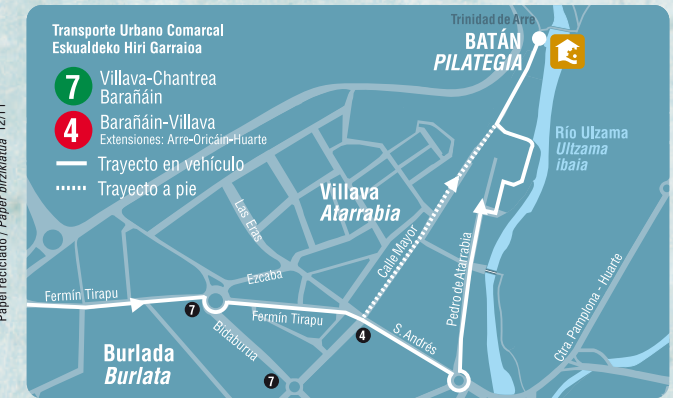 Papel reciclado / Paper birziklatua 12/11
Transporte Urbano Comarcal
Eskualdeko Hiri Garraioa
7 Villava-Chantrea
Barañáin
4 Barañáin-Villava
Extensiones: Arre-Oricáin-Huarte
Trayecto en vehículo
Trayecto a pie
Trinidad de Arre
BATÁN
PILATEGIA
Río Ulzama
Ultzama
ibaia
Villava
Atarrabia
Las Eras
Calle Mayor
Pedro de Atarrabia
Ezcaba
Fermín Tirapu
7
Fermín Tirapu
Bidaburua
4
S. Andrés
Ctra. Pamplona - Huarte
Burlada
Burlata
7